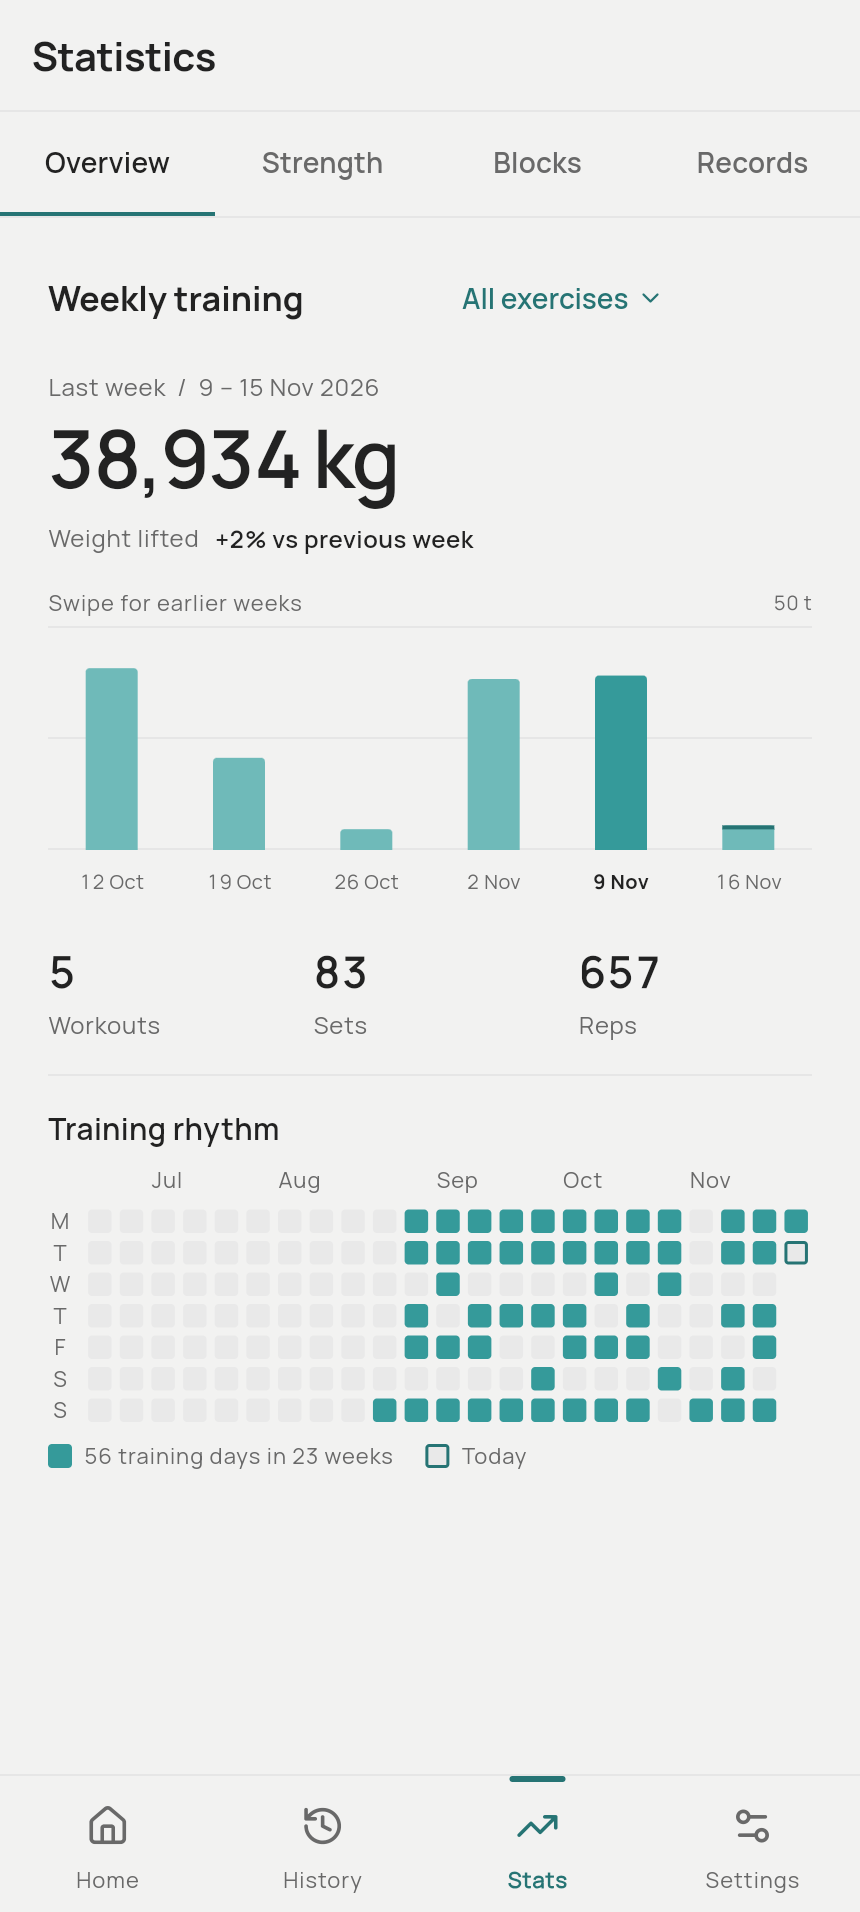 Statistics
Overview Strength Blocks Records
Weekly training All exercises
Last week / 9 – 15 Nov 2026
38,934 kg
Weight lifted +2% vs previous week
Swipe for earlier weeks 50 t
12 Oct 19 Oct 26 Oct 2 Nov 9 Nov 16 Nov
5 83 657
Workouts Sets Reps
Training rhythm
Jul Aug Sep Oct Nov
M
T
W
T
F
S
S
56 training days in 23 weeks Today
Home History Stats Settings